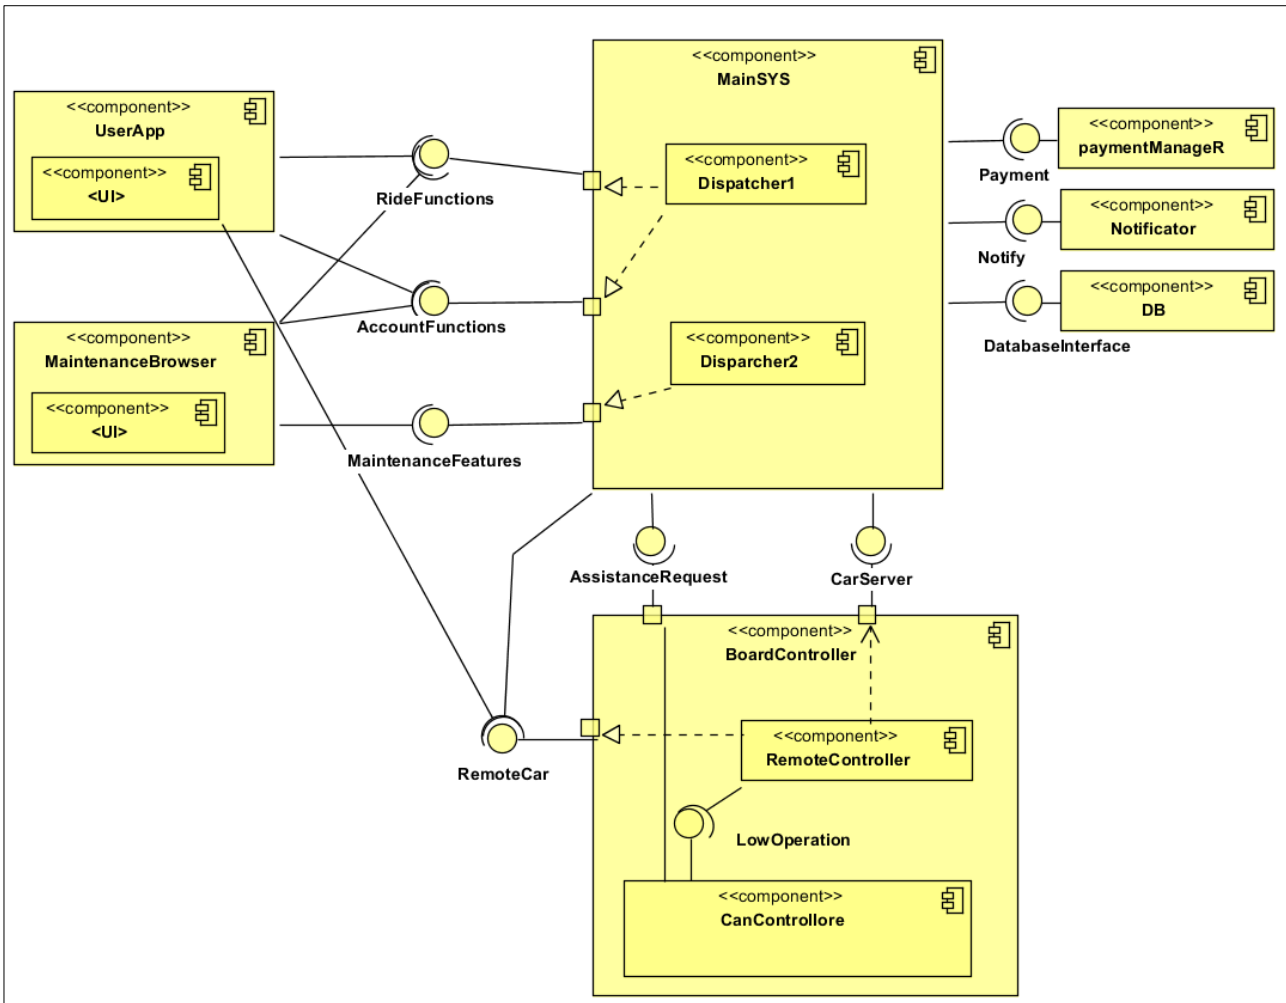 <<component>>
MainSYS
<<component>>
UserApp
<<component>>
<UI>
RideFunctions
<<component>>
Dispatcher1
<<component>>
paymentManageR
Payment
<<component>>
Notificator
Notify
<<component>>
DB
DatabaseInterface
AccountFunctions
<<component>>
MaintenanceBrowser
<<component>>
<UI>
<<component>>
Disparcher2
MaintenanceFeatures
AssistanceRequest
CarServer
<<component>>
BoardController
<<component>>
RemoteController
RemoteCar
LowOperation
<<component>>
CanControllore